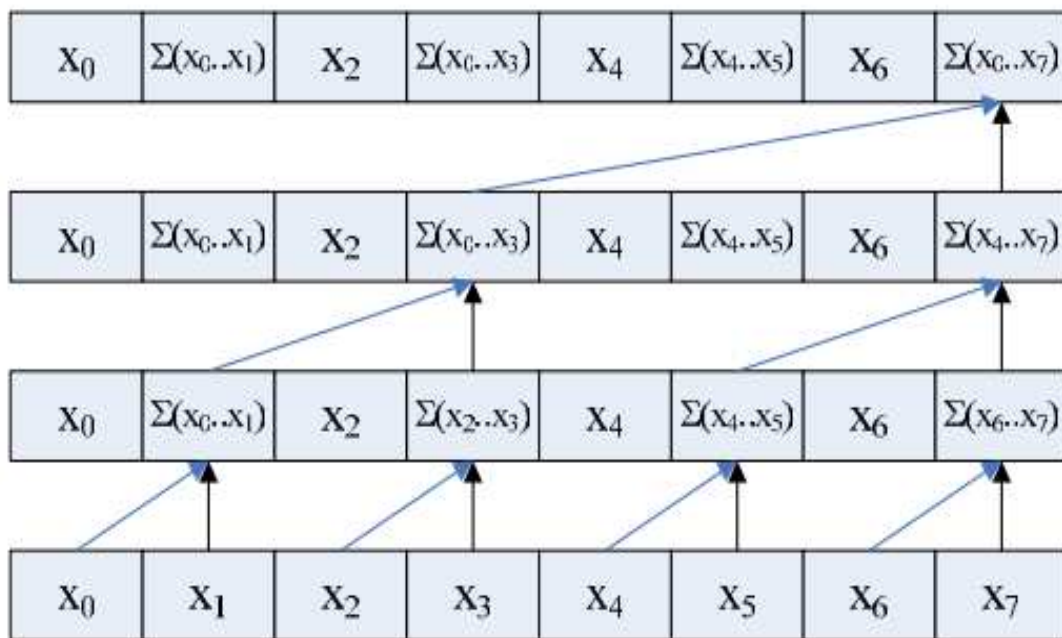 x₀ Σ(x₀..x₁) x₂ Σ(x₀..x₃) x₄ Σ(x₄..x₅) x₆ Σ(x₀..x₇)
x₀ Σ(x₀..x₁) x₂ Σ(x₀..x₃) x₄ Σ(x₄..x₅) x₆ Σ(x₄..x₇)
x₀ Σ(x₀..x₁) x₂ Σ(x₂..x₃) x₄ Σ(x₄..x₅) x₆ Σ(x₆..x₇)
x₀ x₁ x₂ x₃ x₄ x₅ x₆ x₇